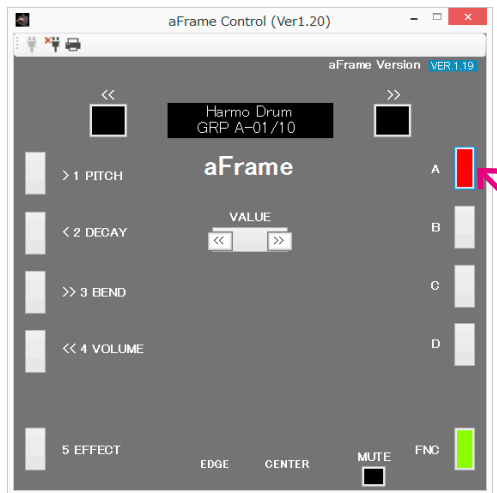 aFrame Control (Ver1.20)
aFrame Version VER.1.19
<< >>
Harmo Drum
GRP A-01/10
aFrame
> 1 PITCH
A
VALUE
<< >>
< 2 DECAY
B
>> 3 BEND
C
<< 4 VOLUME
D
5 EFFECT
EDGE CENTER
MUTE
FNC